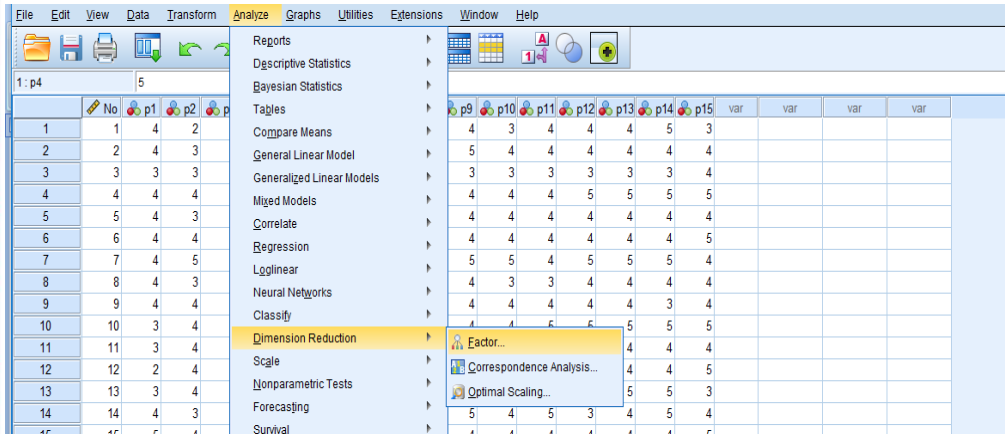 File Edit View Data Transform Analyze Graphs Utilities Extensions Window Help
Reports
Descriptive Statistics
1 : p4 5 Bayesian Statistics
Tables
No p1 p2 p p9 p10 p11 p12 p13 p14 p15 var var var var
1 1 4 2 Compare Means 4 3 4 4 4 5 3
2 2 4 3 General Linear Model 5 4 4 4 4 4 4
3 3 3 3 Generalized Linear Models 3 3 3 3 3 3 4
4 4 4 4 Mixed Models 4 4 4 5 5 5 5
5 5 4 3 Correlate 4 4 4 4 4 4 4
6 6 4 4 Regression 4 4 4 4 4 4 5
7 7 4 5 Loglinear 5 5 4 5 5 5 4
8 8 4 3 Neural Networks 4 3 3 4 4 4 4
9 9 4 4 Classify 4 4 4 4 4 3 4
10 10 3 4 Dimension Reduction 5 5 5
Factor...
11 11 3 4 4 4 4
12 12 2 4 Scale Correspondence Analysis... 4 4 5
13 13 3 4 Nonparametric Tests Optimal Scaling... 5 5 3
14 14 4 3 Forecasting 5 4 5 3 4 5 4
Survival